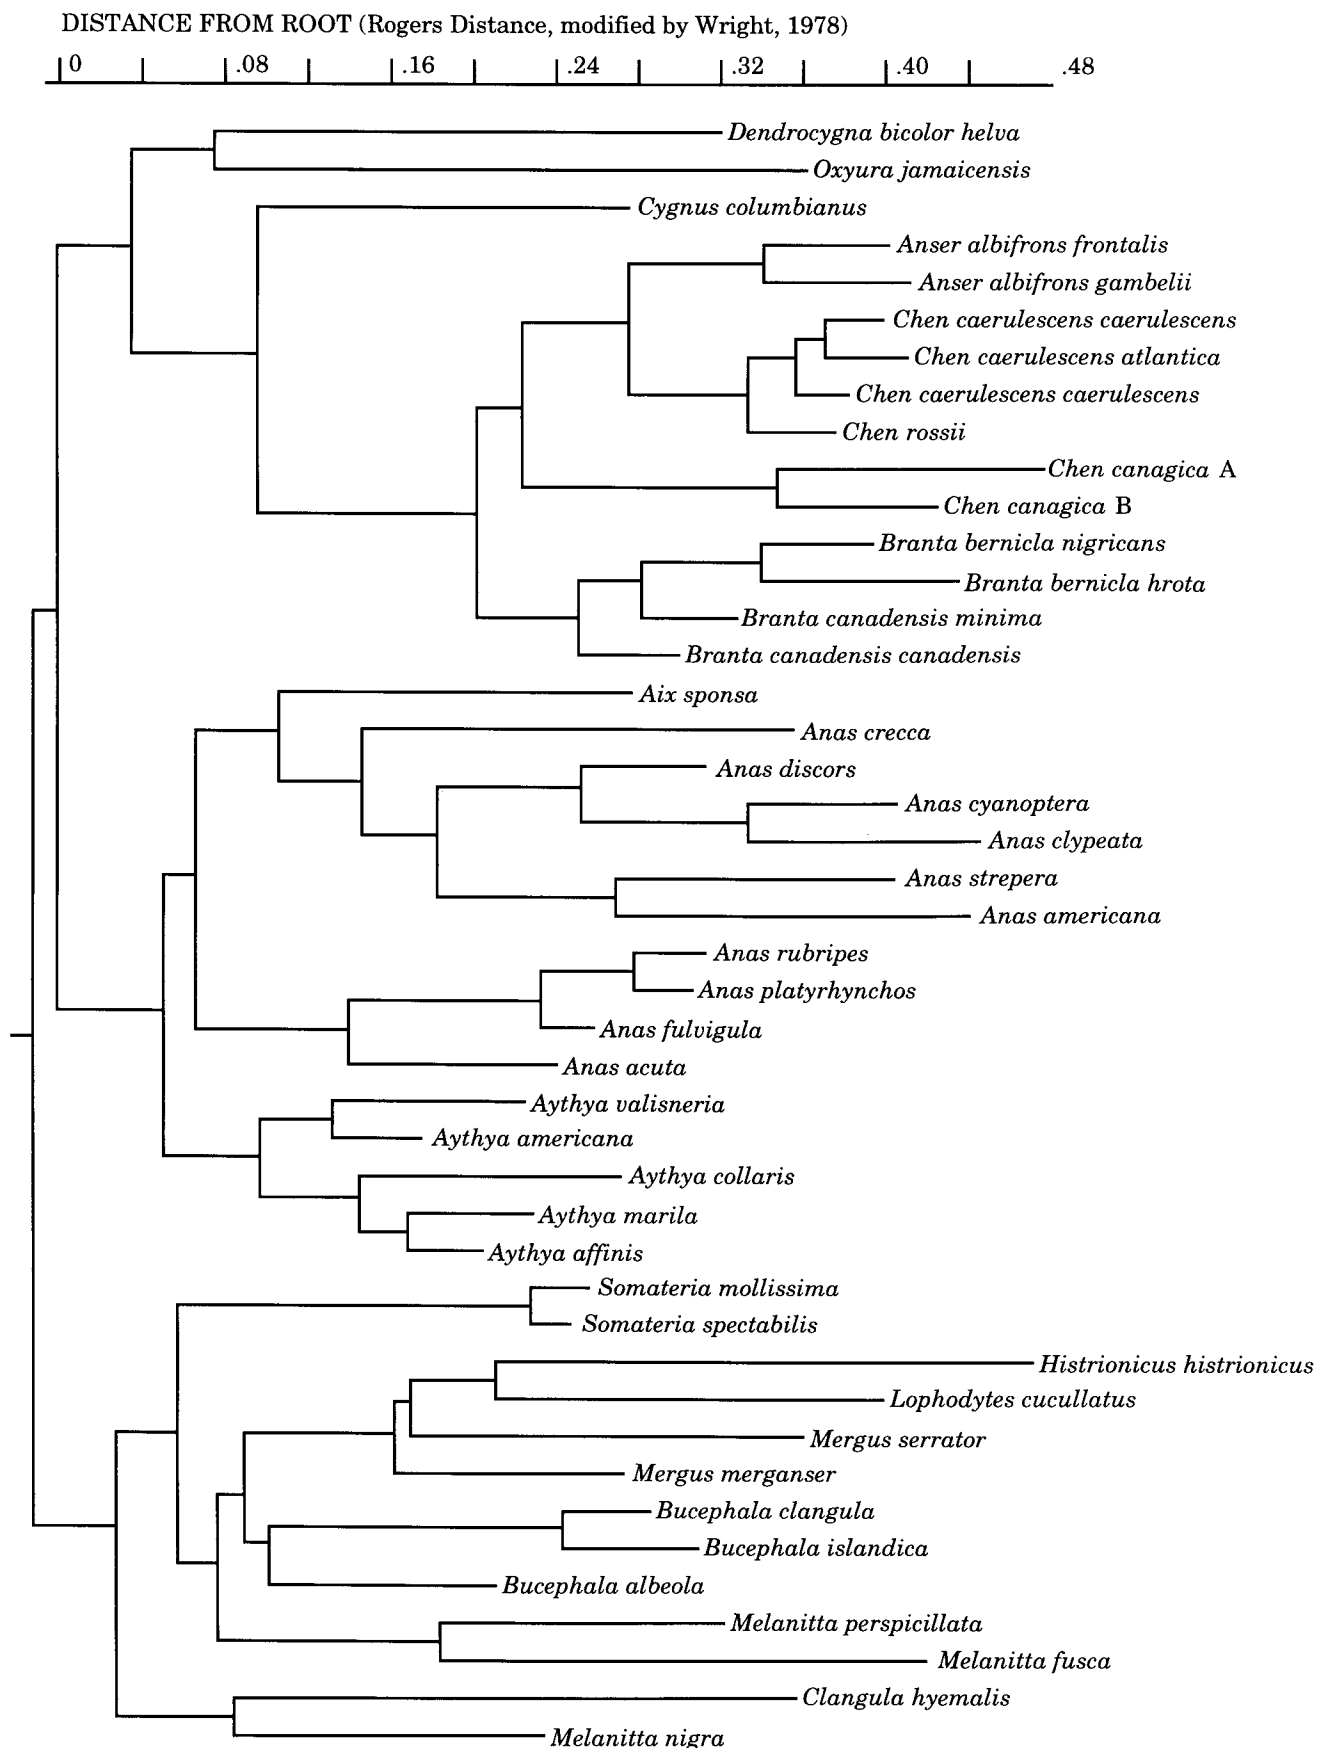 DISTANCE FROM ROOT (Rogers Distance, modified by Wright, 1978)
0 .08 .16 .24 .32 .40 .48
Dendrocygna bicolor helva
Oxyura jamaicensis
Cygnus columbianus
Anser albifrons frontalis
Anser albifrons gambelii
Chen caerulescens caerulescens
Chen caerulescens atlantica
Chen caerulescens caerulescens
Chen rossii
Chen canagica A
Chen canagica B
Branta bernicla nigricans
Branta bernicla hrota
Branta canadensis minima
Branta canadensis canadensis
Aix sponsa
Anas crecca
Anas discors
Anas cyanoptera
Anas clypeata
Anas strepera
Anas americana
Anas rubripes
Anas platyrhynchos
Anas fulvigula
Anas acuta
Aythya valisneria
Aythya americana
Aythya collaris
Aythya marila
Aythya affinis
Somateria mollissima
Somateria spectabilis
Histrionicus histrionicus
Lophodytes cucullatus
Mergus serrator
Mergus merganser
Bucephala clangula
Bucephala islandica
Bucephala albeola
Melanitta perspicillata
Melanitta fusca
Clangula hyemalis
Melanitta nigra